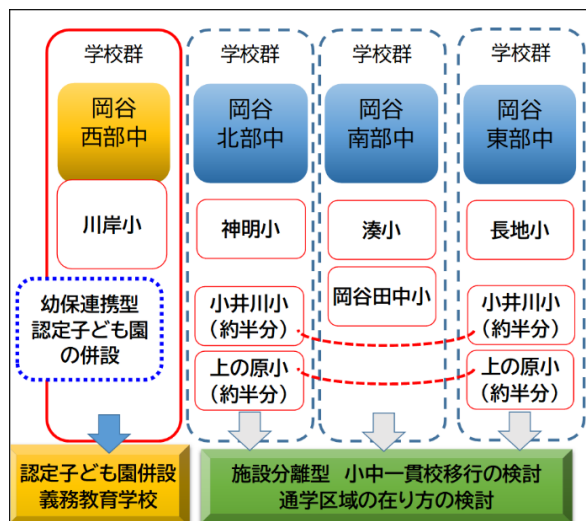 学校群
岡谷
西部中
川岸小
幼保連携型
認定子ども園
の併設
認定子ども園併設
義務教育学校
学校群
岡谷
北部中
神明小
小井川小
(約半分)
上の原小
(約半分)
学校群
岡谷
南部中
湊小
岡谷田中小
学校群
岡谷
東部中
長地小
小井川小
(約半分)
上の原小
(約半分)
施設分離型 小中一貫校移行の検討
通学区域の在り方の検討